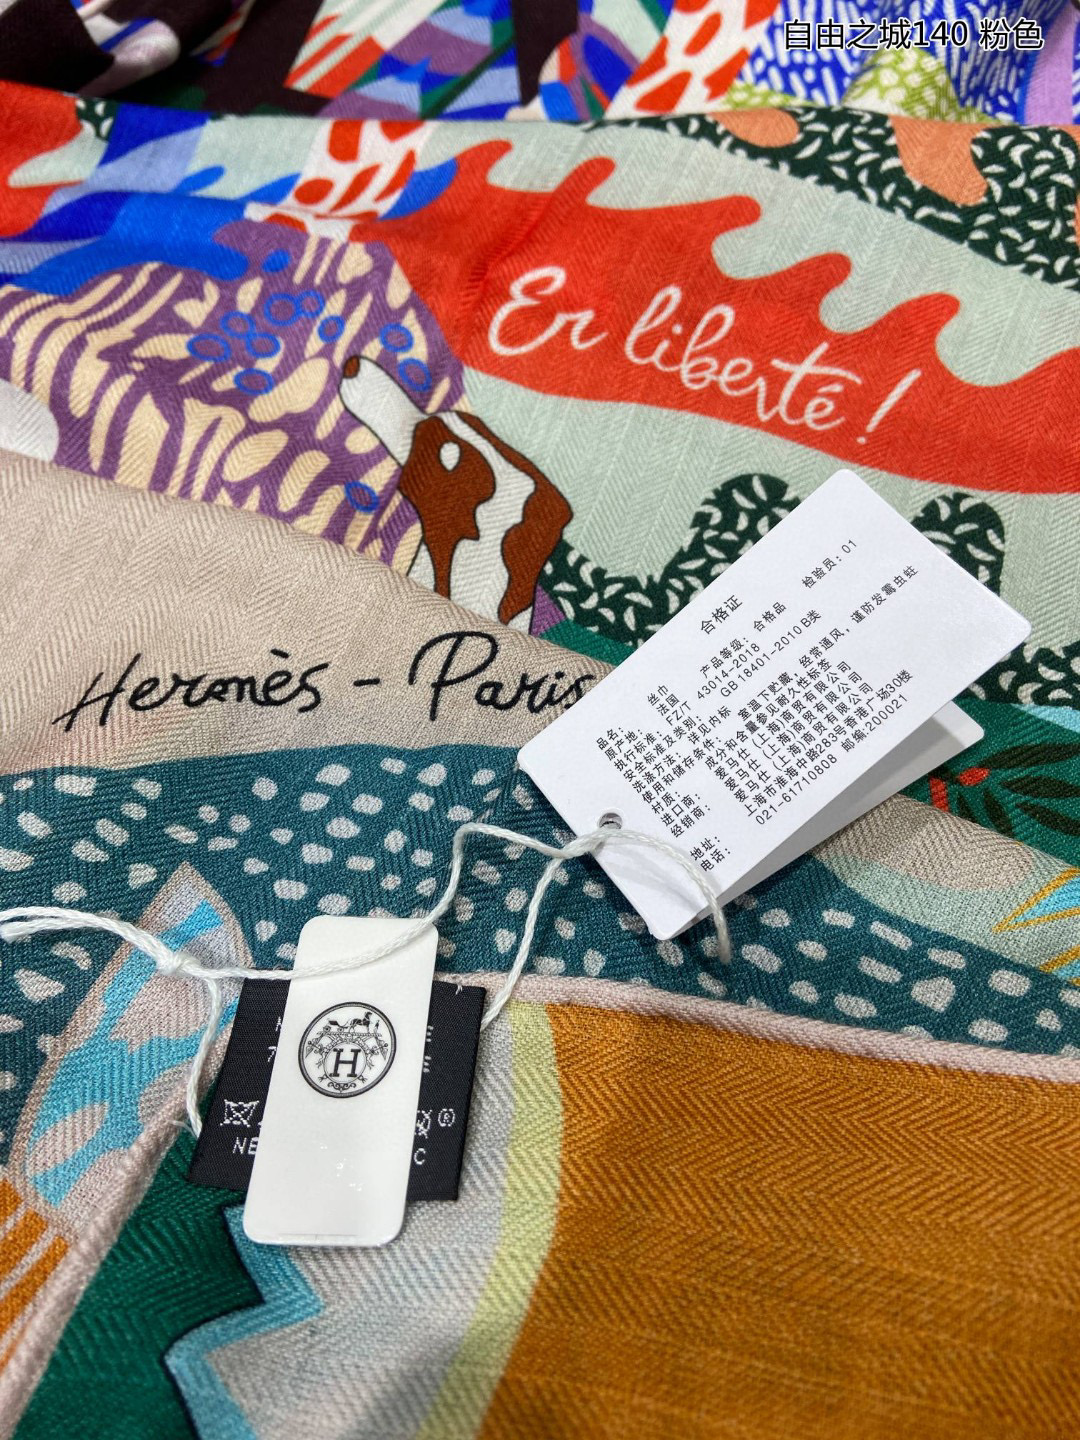 自由之城140 粉色
Er liberté!
Hermès - Paris
合格证
产品等级: 合格品 检验员: 01
品名: 丝巾
原产地: 法国
执行标准: FZ/T 43014-2018
安全标准及类别: GB 18401-2010 B类
洗涤方法: 详见内标
使用和储存条件: 室温下贮藏, 经常通风, 谨防发霉虫蛀
材质: 成分和含量参见耐久性标签
进口商: 爱马仕(上海)商贸有限公司
经销商: 爱马仕(上海)商贸有限公司
地址: 上海市淮海中路283号香港广场30楼
电话: 021-61710808 邮编:200021
H
NE
C